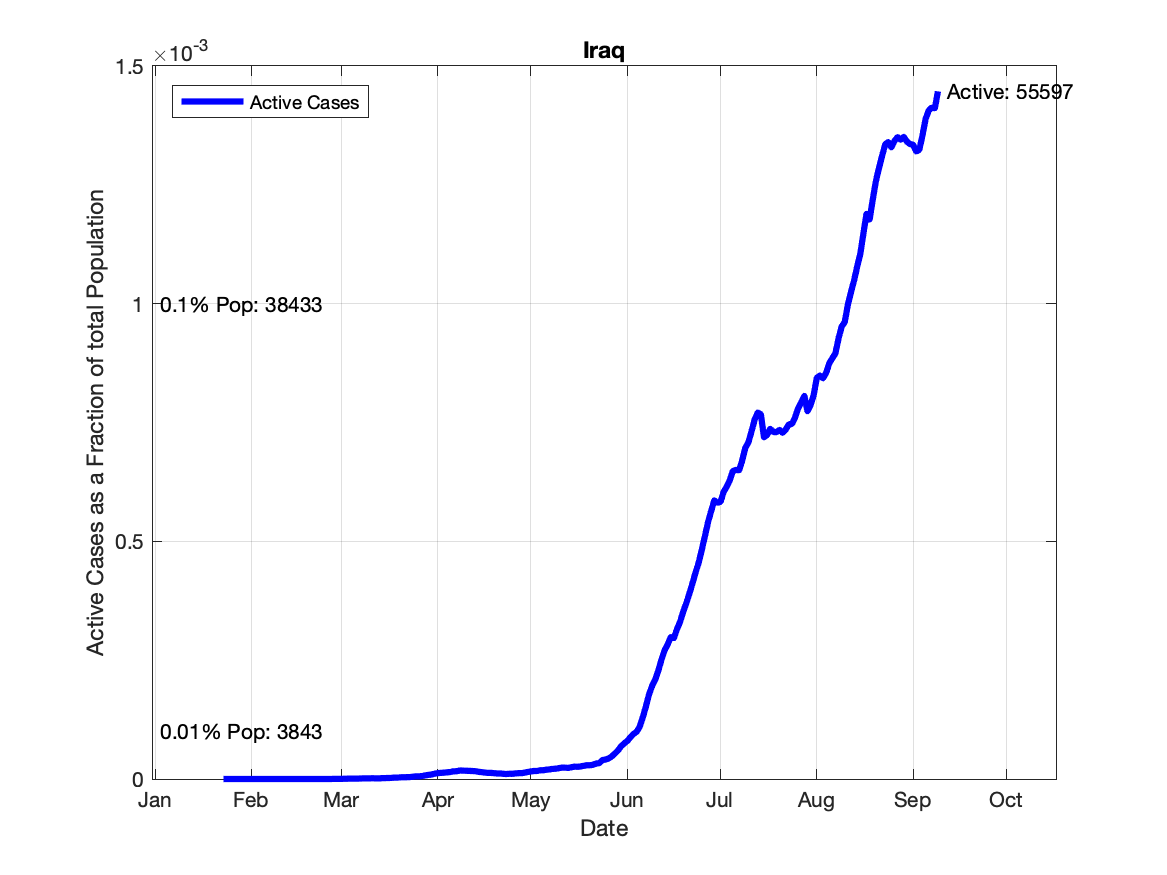 Iraq
×10-3
1.5
1
0.5
0
Active Cases as a Fraction of total Population
Active Cases
Active: 55597
0.1% Pop: 38433
0.01% Pop: 3843
Jan Feb Mar Apr May Jun Jul Aug Sep Oct
Date